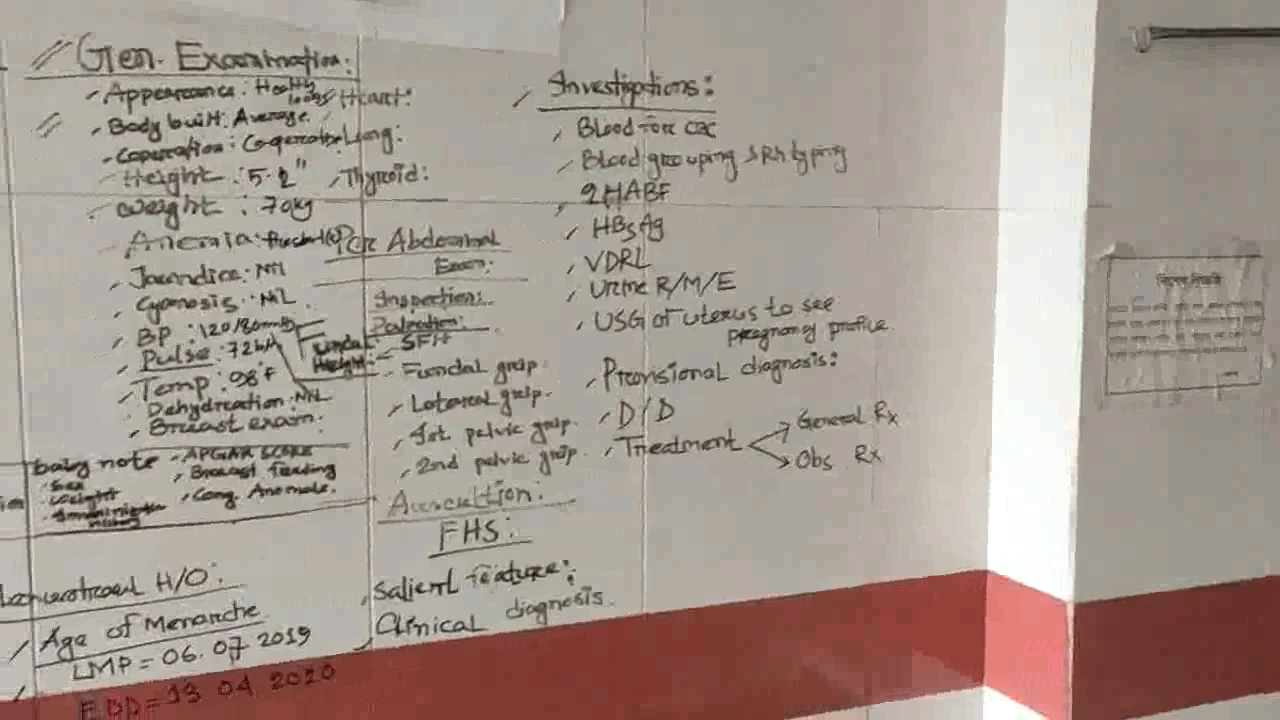 Gen. Examination:
Appearance: Healthy looks
Body built: Average
Coperation: Co-operative
Height : 5.2"
Weight : 70kg
Anemia:
Jaundice: Nil
Cyanosis: NIL
BP : 120/80mmHg
Pulse: 72b/
Temp: 98°F
Dehydration: NIL
Breast exam:
baby note
Sex
Weight
APGAR SCORE
Breast feeding
Cong. Anomale.
Heart:
Lung:
Thyroid:
Per Abdominal
Exam:
Inspection:
Palpation:
SFH
Fundal
Height
Fundal grip.
Lateral grip.
1st pelvic grip.
2nd pelvic grip.
Auscultion:
FHS:
Salient feature:
Clinical diagnosis.
H/O:
Age of Menarche
LMP = 06.07 2019
EDD = 13 04 2020
Investigations:
Blood for CBC
Blood grouping & Rh typing
2HABF
HBsAg
VDRL
Urine R/M/E
USG of uterus to see
pregnancy profile.
Provisional diagnosis:
D/D
Treatment
General Rx
Obs Rx